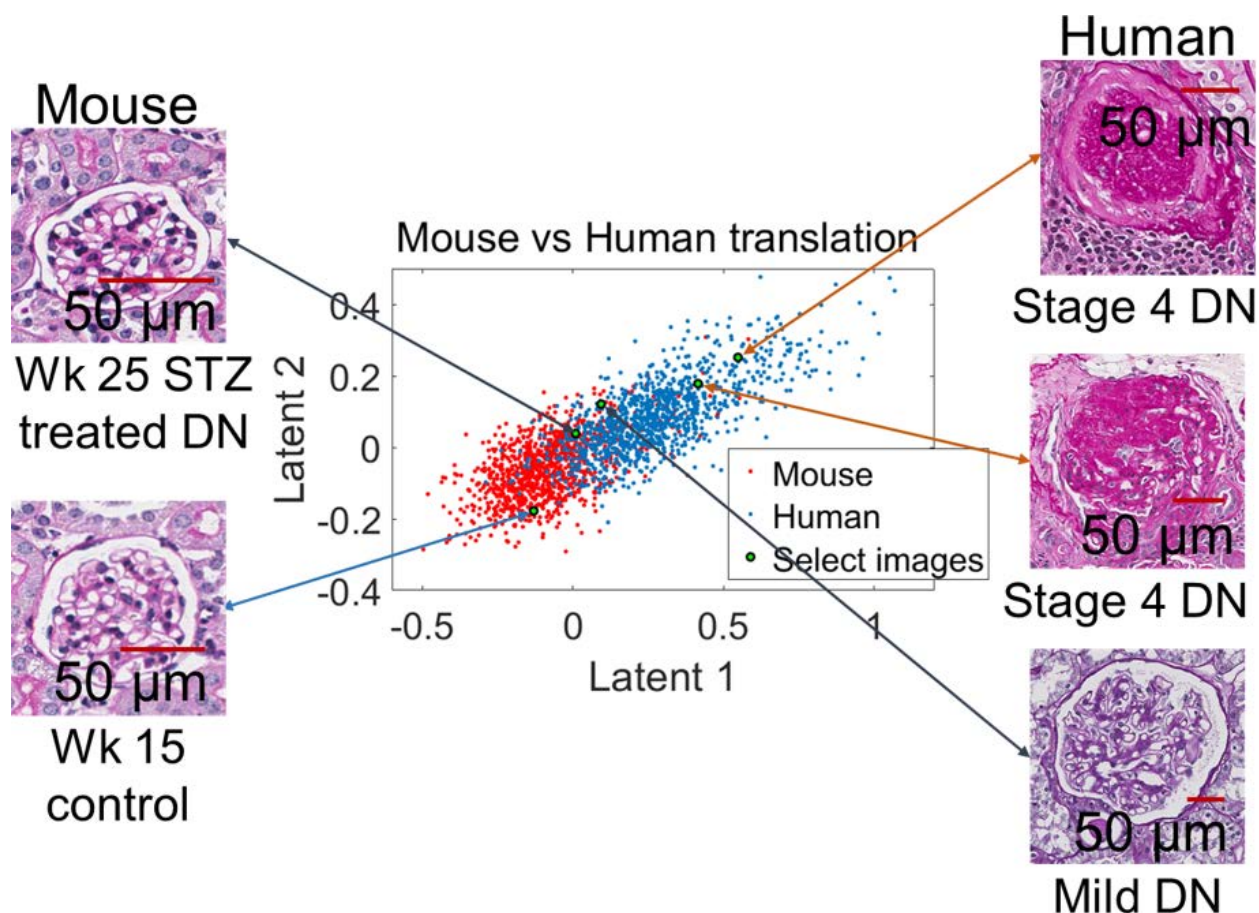 Mouse
50 µm
Wk 25 STZ
treated DN
50 µm
Wk 15
control
Mouse vs Human translation
Latent 2
0.4
0.2
0
-0.2
-0.4
-0.5
0
0.5
1
Latent 1
Mouse
Human
Select images
Human
50 µm
Stage 4 DN
50 µm
Stage 4 DN
50 µm
Mild DN